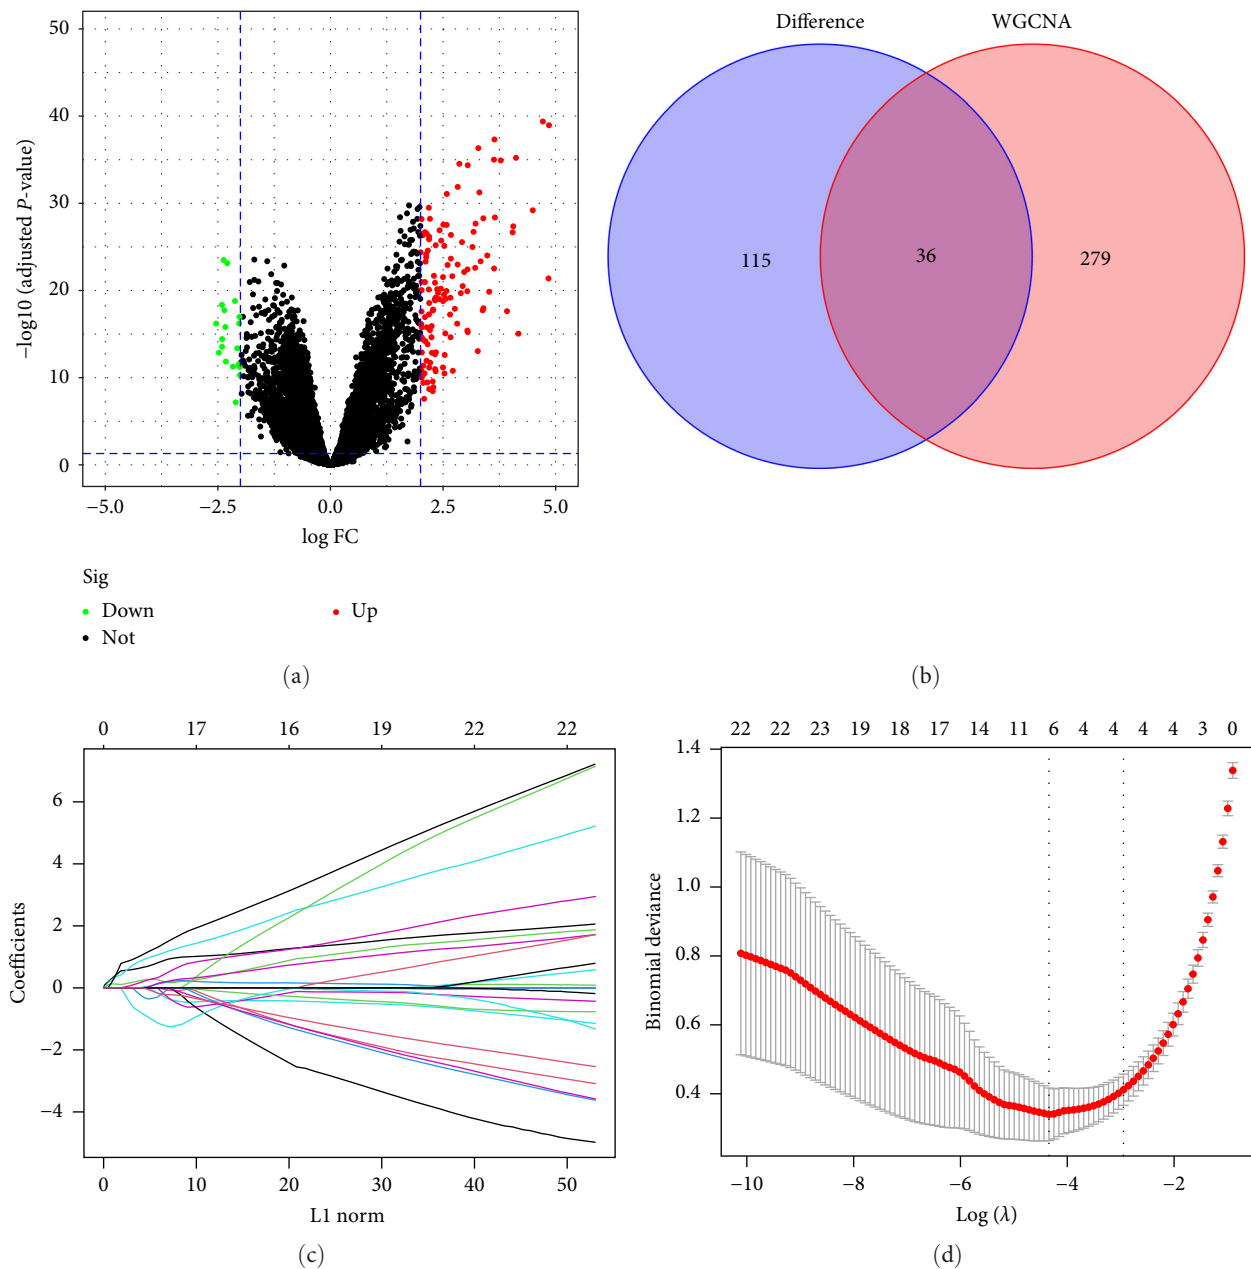 50
40
30
20
10
0
−log10 (adjusted P-value)
−5.0 −2.5 0.0 2.5 5.0
log FC
Sig
Down Up
Not
(a)
Difference WGCNA
115 36 279
(b)
0 17 16 19 22 22
6
4
2
0
−2
−4
Coefficients
0 10 20 30 40 50
L1 norm
(c)
22 22 23 19 18 17 14 11 6 4 4 4 4 3 0
1.4
1.2
1.0
0.8
0.6
0.4
Binomial deviance
−10 −8 −6 −4 −2
Log (λ)
(d)